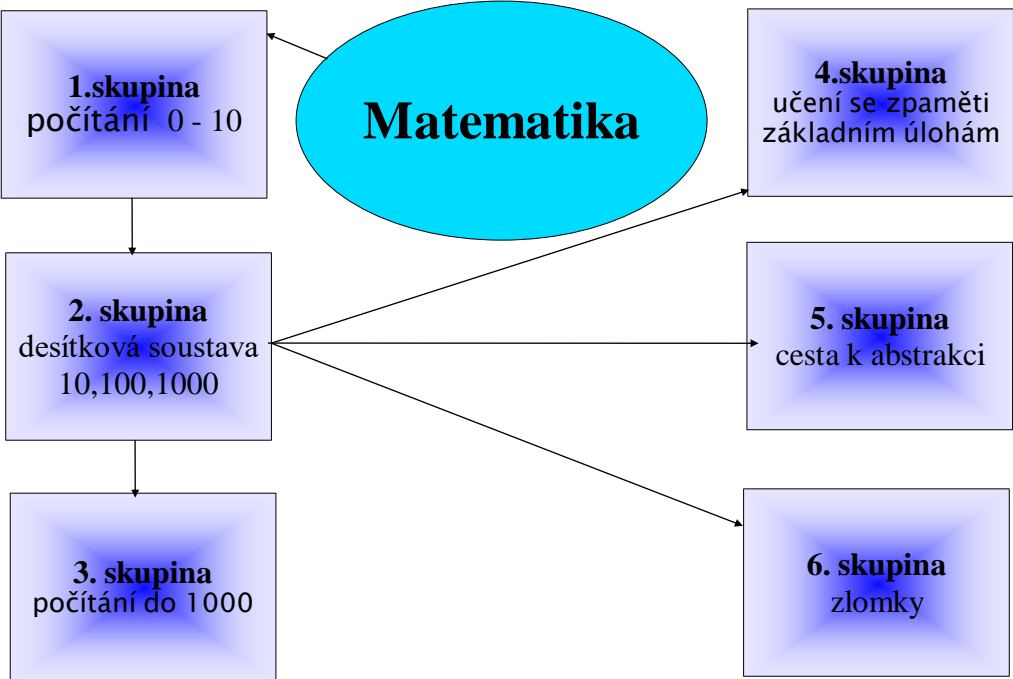 Matematika
1.skupina
počítání 0 - 10
2. skupina
desítková soustava
10,100,1000
3. skupina
počítání do 1000
4.skupina
učení se zpaměti
základním úlohám
5. skupina
cesta k abstrakci
6. skupina
zlomky